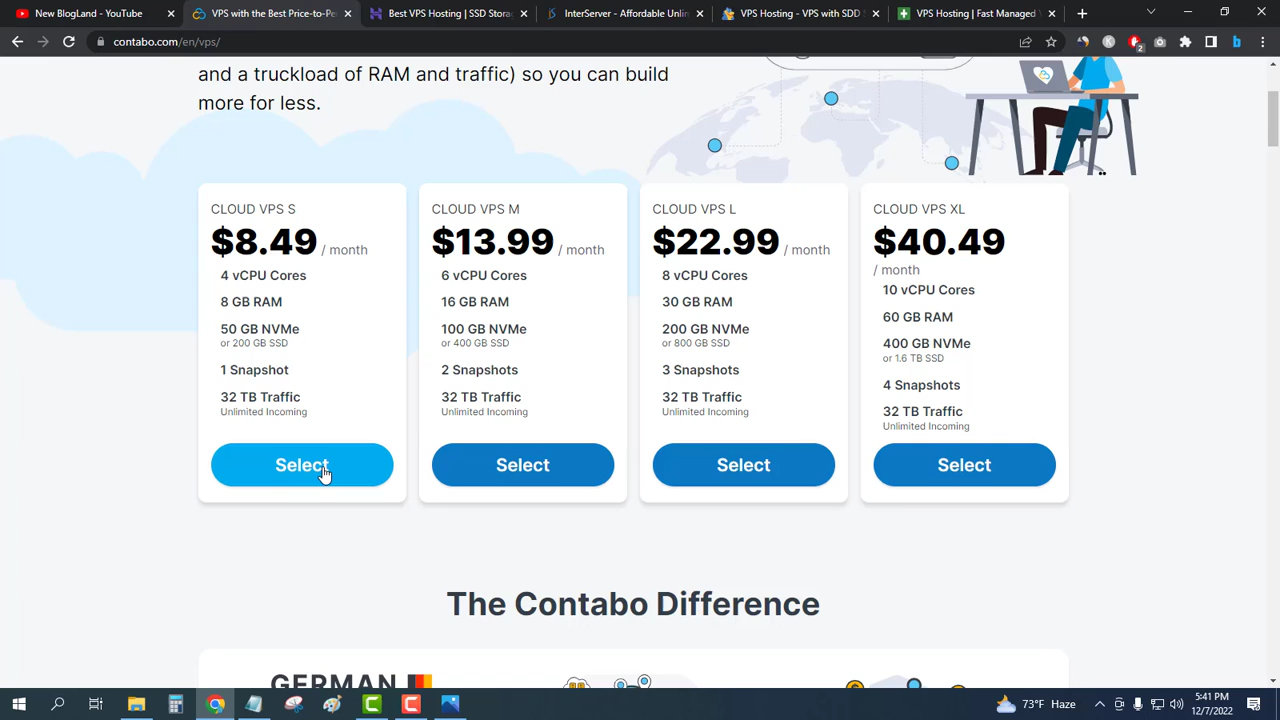 New BlogLand - YouTube
VPS with the Best Price-to-Pe
Best VPS Hosting | SSD Stora
InterServer - Affordable Unlin
VPS Hosting - VPS with SDD S
VPS Hosting | Fast Managed V
contabo.com/en/vps/
2
and a truckload of RAM and traffic) so you can build
more for less.
CLOUD VPS S
$8.49 / month
4 vCPU Cores
8 GB RAM
50 GB NVMe
or 200 GB SSD
1 Snapshot
32 TB Traffic
Unlimited Incoming
Select
CLOUD VPS M
$13.99 / month
6 vCPU Cores
16 GB RAM
100 GB NVMe
or 400 GB SSD
2 Snapshots
32 TB Traffic
Unlimited Incoming
Select
CLOUD VPS L
$22.99 / month
8 vCPU Cores
30 GB RAM
200 GB NVMe
or 800 GB SSD
3 Snapshots
32 TB Traffic
Unlimited Incoming
Select
CLOUD VPS XL
$40.49
/ month
10 vCPU Cores
60 GB RAM
400 GB NVMe
or 1.6 TB SSD
4 Snapshots
32 TB Traffic
Unlimited Incoming
Select
The Contabo Difference
GERMAN
73°F Haze
5:41 PM
12/7/2022